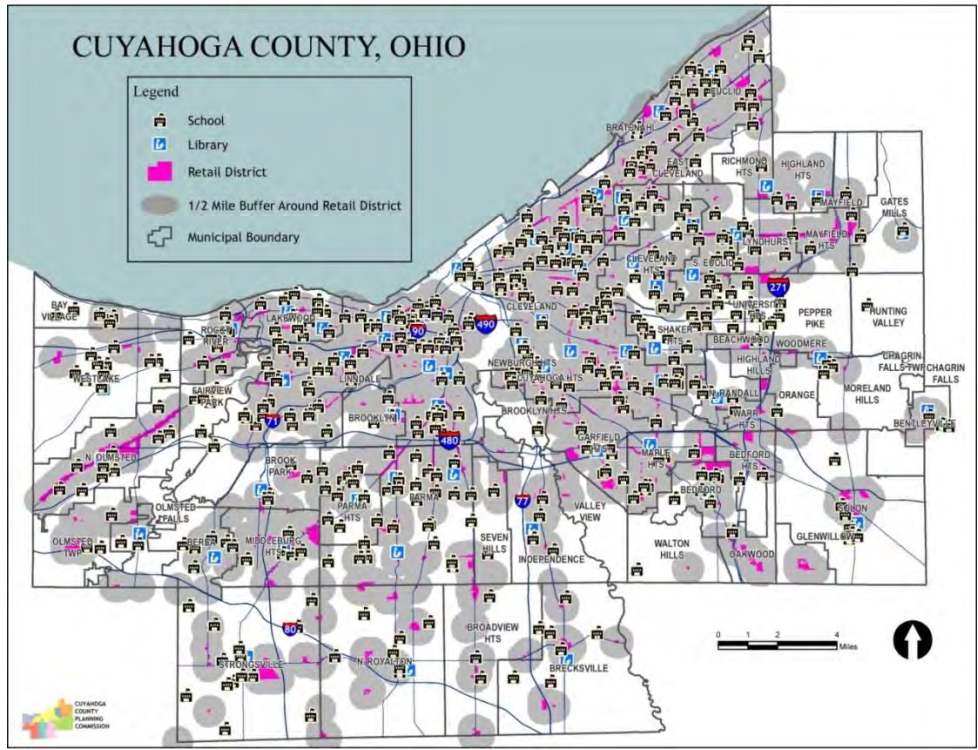 CUYAHOGA COUNTY, OHIO
Legend
School
Library
Retail District
1/2 Mile Buffer Around Retail District
Municipal Boundary
EUCLID
BRATENAHL
EAST
CLEVELAND
RICHMOND
HTS
HIGHLAND
HTS
MAYFIELD
GATES
MILLS
MAYFIELD
HTS
LYNDHURST
S. EUCLID
CLEVELAND
HTS
271
CLEVELAND
UNIVERSITY
HTS
PEPPER
PIKE
HUNTING
VALLEY
BAY
VILLAGE
ROCKY
RIVER
LAKEWOOD
90
490
SHAKER
HTS
BEACHWOOD
WOODMERE
HIGHLAND
HILLS
CHAGRIN
FALLS TWP
CHAGRIN
FALLS
WESTLAKE
FAIRVIEW
PARK
LINNDALE
NEWBURGH HTS
CUYAHOGA HTS
N. RANDALL
ORANGE
MORELAND
HILLS
BENTLEYVILLE
71
BROOKLYN
BROOKLYN HTS
WARR
HTS
480
GARFIELD
HTS
MAPLE
HTS
BEDFORD
HTS
N. OLMSTED
BROOK
PARK
PARMA
BEDFORD
77
OLMSTED
FALLS
PARMA
HTS
VALLEY
VIEW
SOLON
OLMSTED
TWP
BEREA
MIDDLEBURG
HTS
SEVEN
HILLS
INDEPENDENCE
WALTON
HILLS
OAKWOOD
GLENWILLOW
80
BROADVIEW
HTS
STRONGSVILLE
N. ROYALTON
BRECKSVILLE
0 1 2 4
Miles
CUYAHOGA
COUNTY
PLANNING
COMMISSION